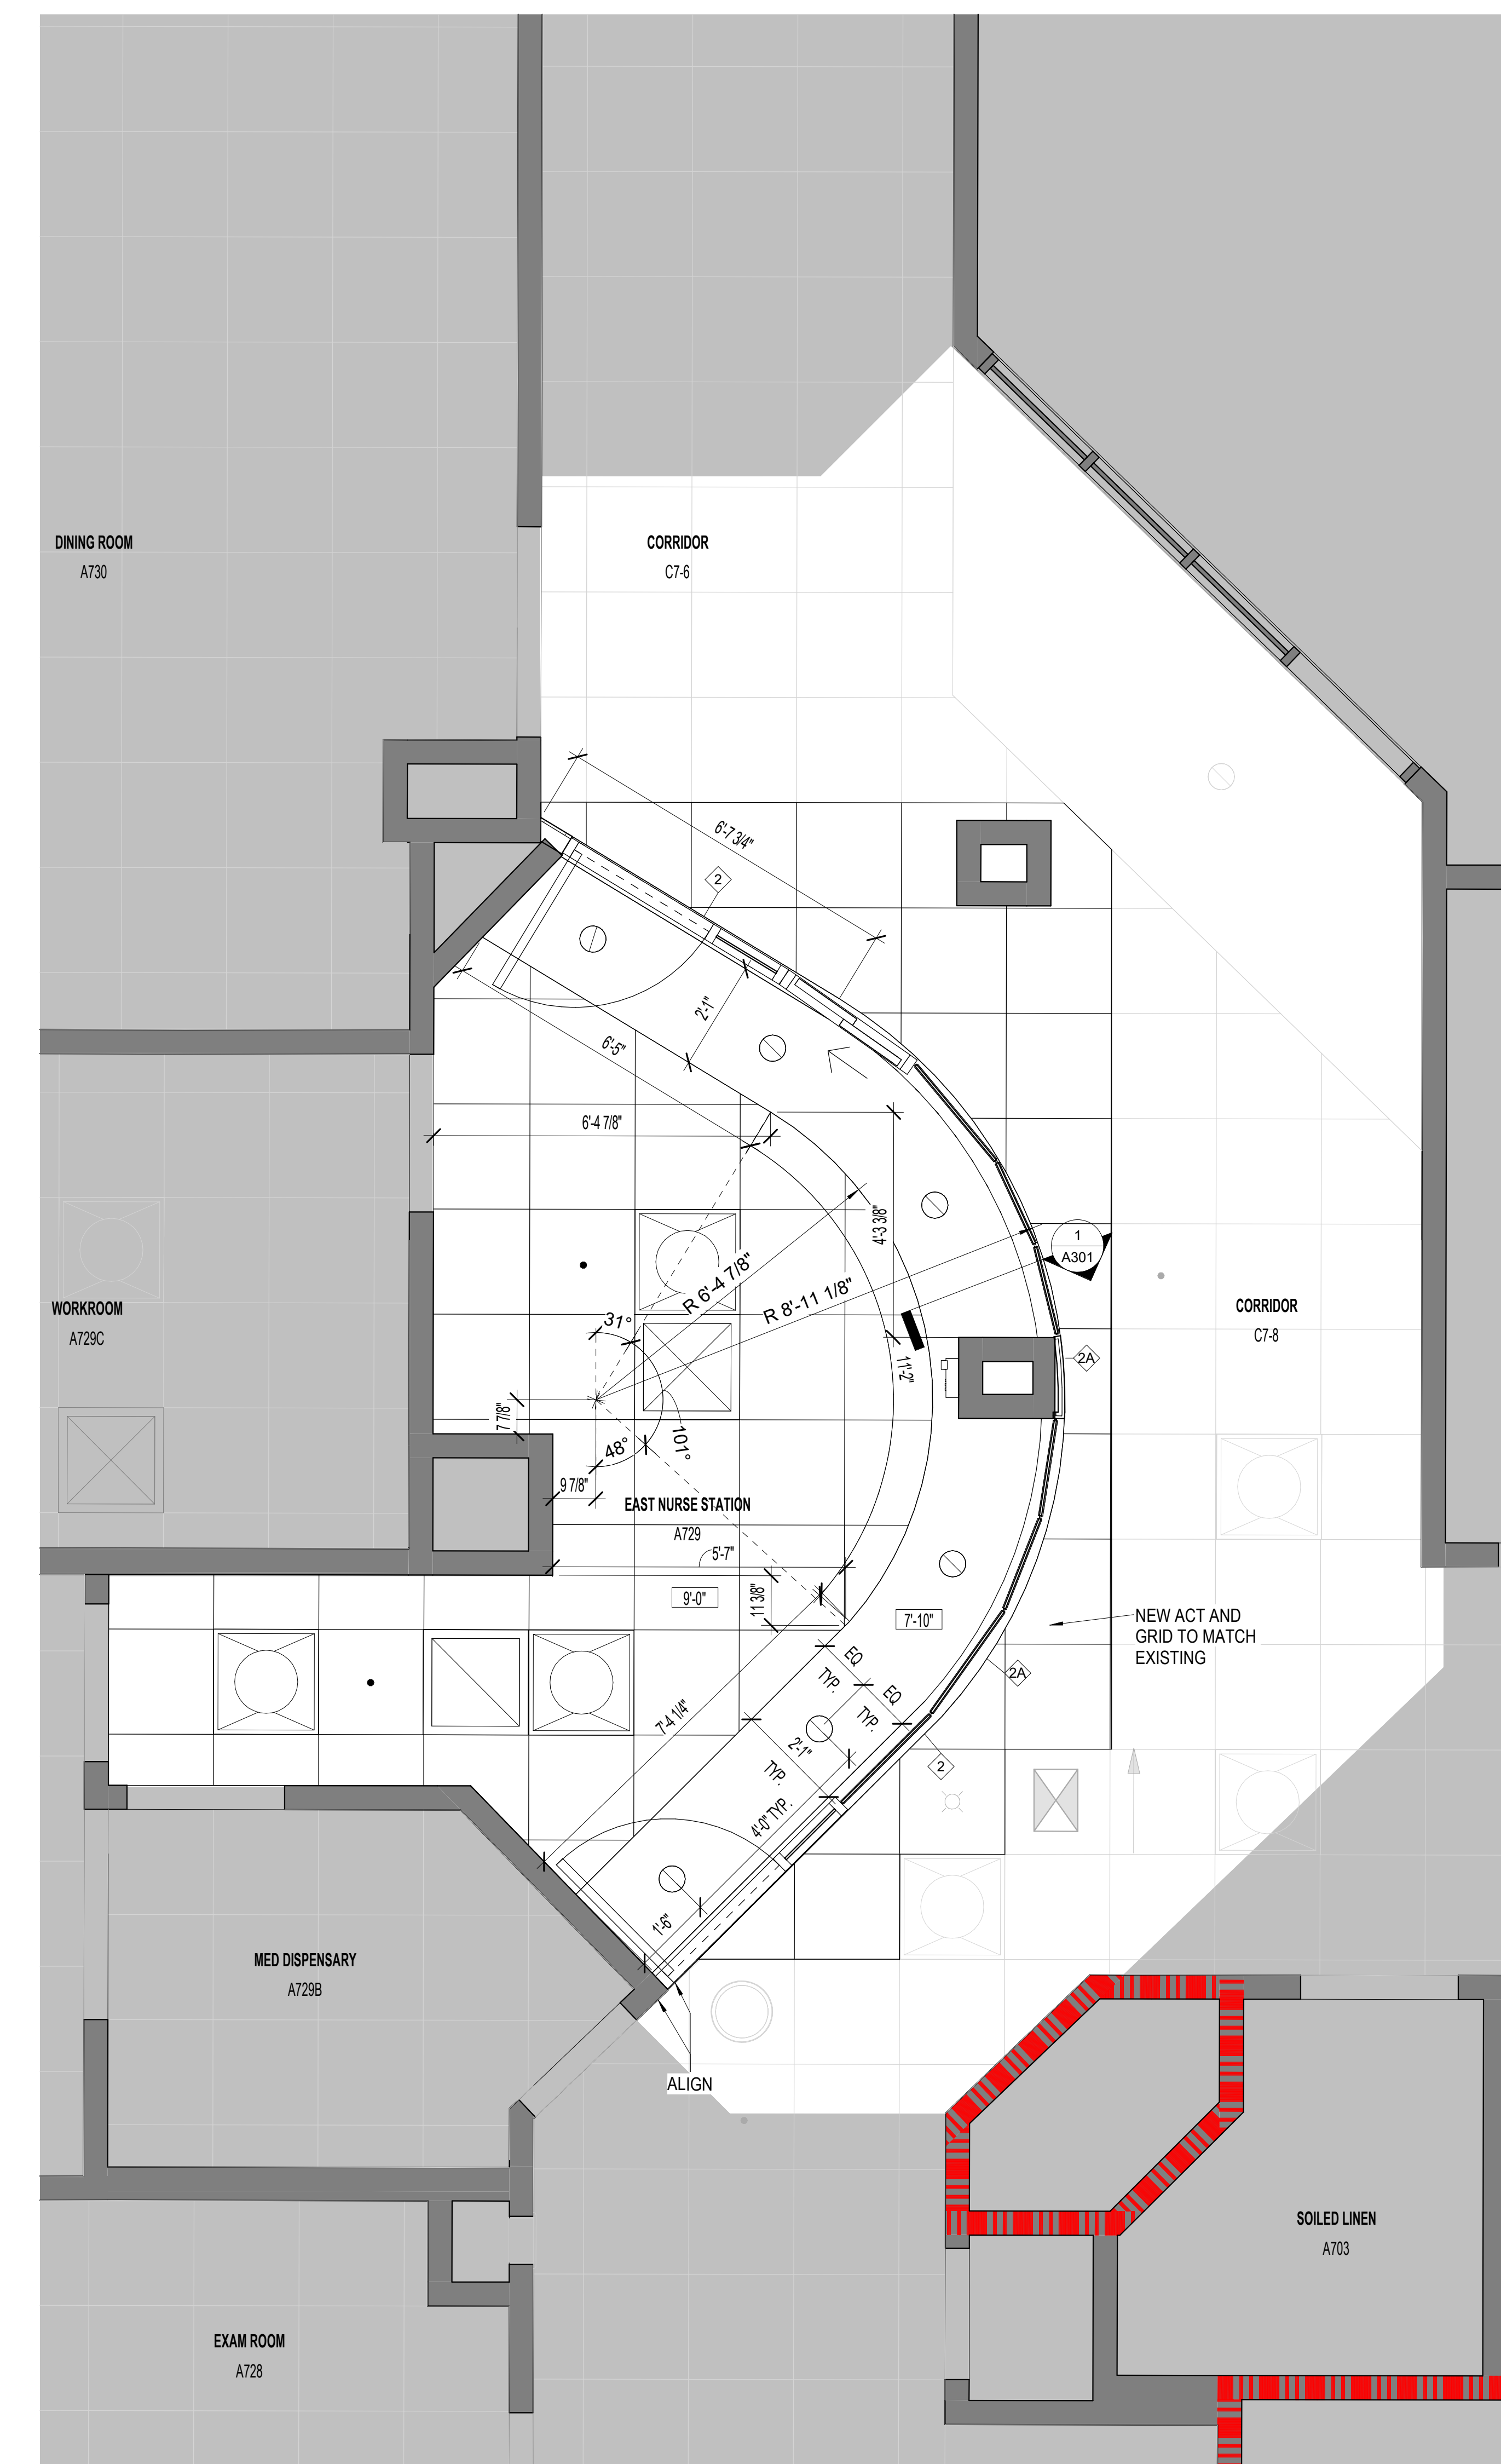 DINING ROOM
A730
CORRIDOR
C7-6
6'-7 3/4"
2
2'-1"
6'-5"
6'-4 7/8"
4'-3 3/8"
R 6'-4 7/8"
R 8'-11 1/8"
1
A301
WORKROOM
A729C
CORRIDOR
C7-8
31°
11'-2"
2A
7 7/8"
48°
101°
9 7/8"
EAST NURSE STATION
A729
5'-7"
9'-0"
11 3/8"
7'-10"
NEW ACT AND
GRID TO MATCH
EXISTING
EQ
TYP.
EQ
TYP.
2A
7'-4 1/4"
2'-1"
TYP.
2
4'-0" TYP.
1'-6"
MED DISPENSARY
A729B
ALIGN
SOILED LINEN
A703
EXAM ROOM
A728